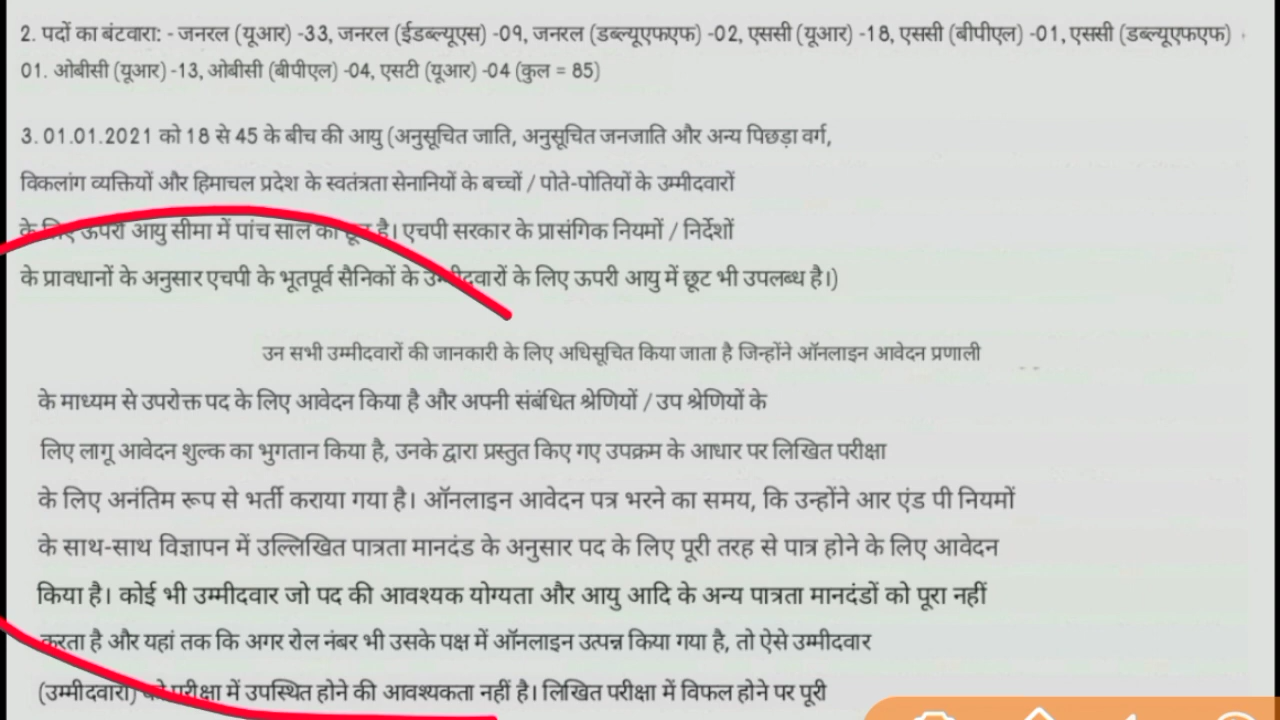 2. पदों का बंटवारा: - जनरल (यूआर) -33, जनरल (ईडब्ल्यूएस) -09, जनरल (डब्ल्यूएफएफ) -02, एससी (यूआर) -18, एससी (बीपीएल) -01, एससी (डब्ल्यूएफएफ)
01. ओबीसी (यूआर) -13, ओबीसी (बीपीएल) -04, एसटी (यूआर) -04 (कुल = 85)
3. 01.01.2021 को 18 से 45 के बीच की आयु (अनुसूचित जाति, अनुसूचित जनजाति और अन्य पिछड़ा वर्ग,
विकलांग व्यक्तियों और हिमाचल प्रदेश के स्वतंत्रता सेनानियों के बच्चों / पोते-पोतियों के उम्मीदवारों
के लिए ऊपरी आयु सीमा में पांच साल की छूट है। एचपी सरकार के प्रासंगिक नियमों / निर्देशों
के प्रावधानों के अनुसार एचपी के भूतपूर्व सैनिकों के उम्मीदवारों के लिए ऊपरी आयु में छूट भी उपलब्ध है।)
उन सभी उम्मीदवारों की जानकारी के लिए अधिसूचित किया जाता है जिन्होंने ऑनलाइन आवेदन प्रणाली
के माध्यम से उपरोक्त पद के लिए आवेदन किया है और अपनी संबंधित श्रेणियों / उप श्रेणियों के
लिए लागू आवेदन शुल्क का भुगतान किया है, उनके द्वारा प्रस्तुत किए गए उपक्रम के आधार पर लिखित परीक्षा
के लिए अनंतिम रूप से भर्ती कराया गया है। ऑनलाइन आवेदन पत्र भरने का समय, कि उन्होंने आर एंड पी नियमों
के साथ-साथ विज्ञापन में उल्लिखित पात्रता मानदंड के अनुसार पद के लिए पूरी तरह से पात्र होने के लिए आवेदन
किया है। कोई भी उम्मीदवार जो पद की आवश्यक योग्यता और आयु आदि के अन्य पात्रता मानदंडों को पूरा नहीं
करता है और यहां तक कि अगर रोल नंबर भी उसके पक्ष में ऑनलाइन उत्पन्न किया गया है, तो ऐसे उम्मीदवार
(उम्मीदवारों) को परीक्षा में उपस्थित होने की आवश्यकता नहीं है। लिखित परीक्षा में विफल होने पर पूरी